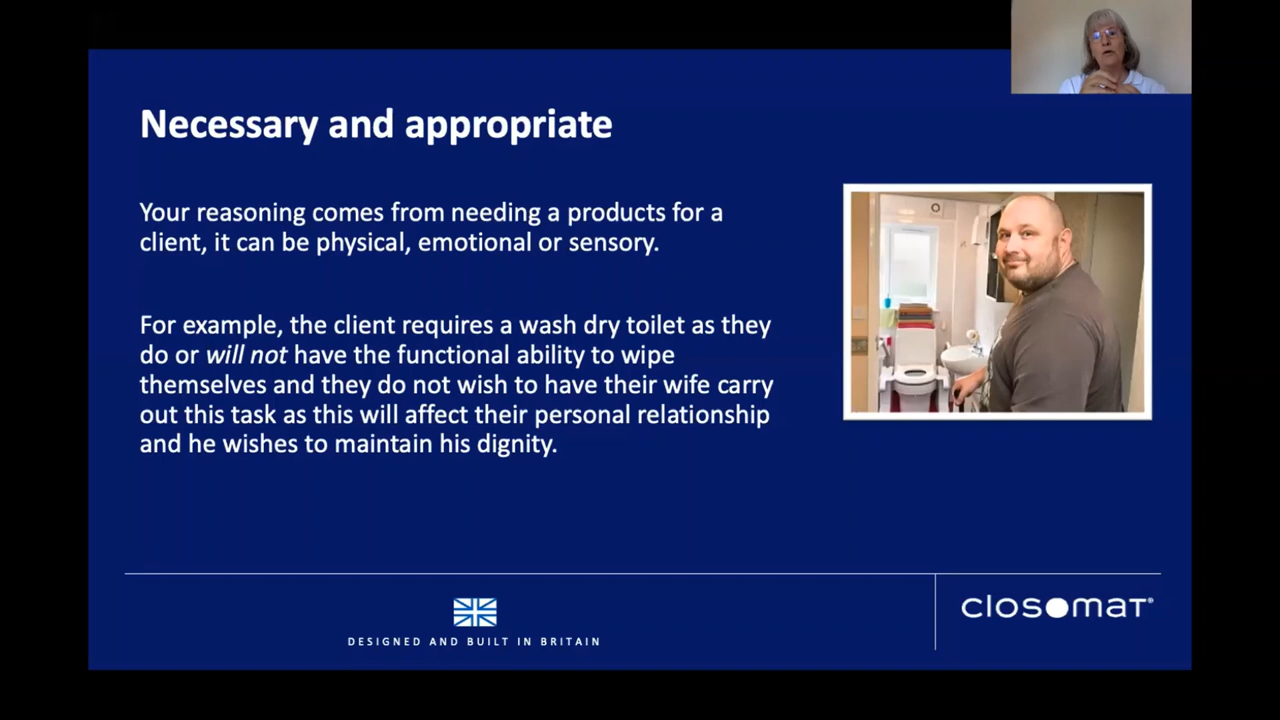 Necessary and appropriate
Your reasoning comes from needing a products for a
client, it can be physical, emotional or sensory.
For example, the client requires a wash dry toilet as they
do or will not have the functional ability to wipe
themselves and they do not wish to have their wife carry
out this task as this will affect their personal relationship
and he wishes to maintain his dignity.
DESIGNED AND BUILT IN BRITAIN
closomat®